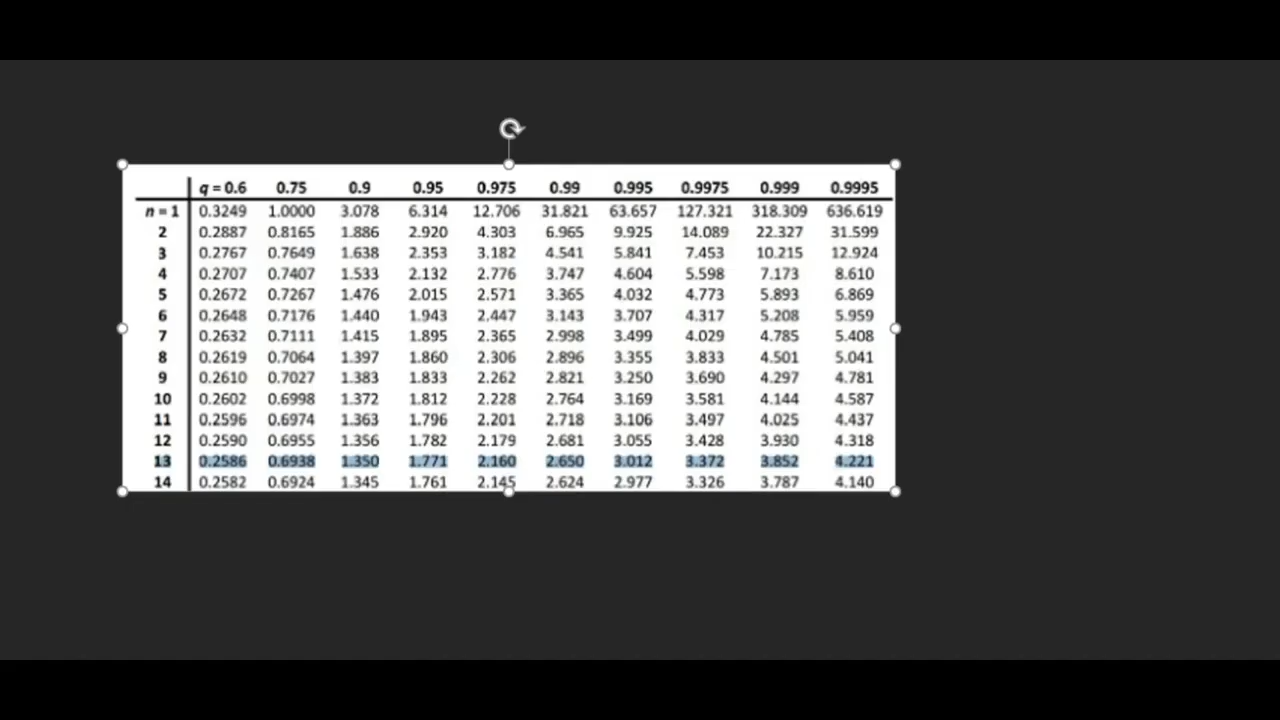 q = 0.6 0.75 0.9 0.95 0.975 0.99 0.995 0.9975 0.999 0.9995
n = 1 0.3249 1.0000 3.078 6.314 12.706 31.821 63.657 127.321 318.309 636.619
2 0.2887 0.8165 1.886 2.920 4.303 6.965 9.925 14.089 22.327 31.599
3 0.2767 0.7649 1.638 2.353 3.182 4.541 5.841 7.453 10.215 12.924
4 0.2707 0.7407 1.533 2.132 2.776 3.747 4.604 5.598 7.173 8.610
5 0.2672 0.7267 1.476 2.015 2.571 3.365 4.032 4.773 5.893 6.869
6 0.2648 0.7176 1.440 1.943 2.447 3.143 3.707 4.317 5.208 5.959
7 0.2632 0.7111 1.415 1.895 2.365 2.998 3.499 4.029 4.785 5.408
8 0.2619 0.7064 1.397 1.860 2.306 2.896 3.355 3.833 4.501 5.041
9 0.2610 0.7027 1.383 1.833 2.262 2.821 3.250 3.690 4.297 4.781
10 0.2602 0.6998 1.372 1.812 2.228 2.764 3.169 3.581 4.144 4.587
11 0.2596 0.6974 1.363 1.796 2.201 2.718 3.106 3.497 4.025 4.437
12 0.2590 0.6955 1.356 1.782 2.179 2.681 3.055 3.428 3.930 4.318
13 0.2586 0.6938 1.350 1.771 2.160 2.650 3.012 3.372 3.852 4.221
14 0.2582 0.6924 1.345 1.761 2.145 2.624 2.977 3.326 3.787 4.140